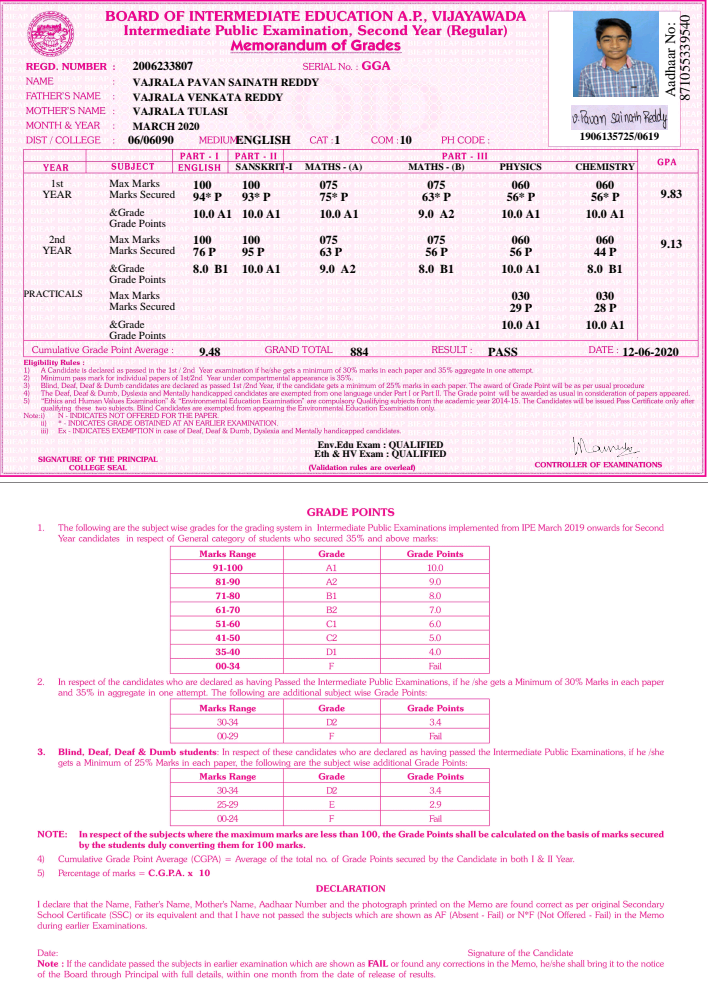 BOARD OF INTERMEDIATE EDUCATION A.P., VIJAYAWADA
Intermediate Public Examination, Second Year (Regular)
Memorandum of Grades
REGD. NUMBER : 2006233807 SERIAL No. : GGA
NAME : VAJRALA PAVAN SAINATH REDDY
FATHER'S NAME : VAJRALA VENKATA REDDY
MOTHER'S NAME : VAJRALA TULASI
MONTH & YEAR : MARCH 2020
DIST / COLLEGE : 06/06090 MEDIUM ENGLISH CAT : 1 COM : 10 PH CODE :
Aadhaar No: 871055339540
v. Pavan Sai nath Reddy
1906135725/0619
PART - I PART - II PART - III GPA
YEAR SUBJECT ENGLISH SANSKRIT-I MATHS - (A) MATHS - (B) PHYSICS CHEMISTRY
1st Max Marks 100 100 075 075 060 060
YEAR Marks Secured 94* P 93* P 75* P 63* P 56* P 56* P 9.83
&Grade 10.0 A1 10.0 A1 10.0 A1 9.0 A2 10.0 A1 10.0 A1
Grade Points
2nd Max Marks 100 100 075 075 060 060
YEAR Marks Secured 76 P 95 P 63 P 56 P 56 P 44 P 9.13
&Grade 8.0 B1 10.0 A1 9.0 A2 8.0 B1 10.0 A1 8.0 B1
Grade Points
PRACTICALS Max Marks 030 030
Marks Secured 29 P 28 P
&Grade 10.0 A1 10.0 A1
Grade Points
Cumulative Grade Point Average : 9.48 GRAND TOTAL 884 RESULT : PASS DATE : 12-06-2020
Eligibility Rules :
1) A Candidate is declared as passed in the 1st / 2nd Year examination if he/she gets a minimum of 30% marks in each paper and 35% aggregate in one attempt.
2) Minimum pass mark for individual papers of 1st/2nd Year under compartmental appearance is 35%.
3) Blind, Deaf, Deaf & Dumb candidates are declared as passed 1st /2nd Year, if the candidate gets a minimum of 25% marks in each paper. The award of Grade Point will be as per usual procedure
4) The Deaf, Deaf & Dumb, Dyslexia and Mentally handicapped candidates are exempted from one language under Part I or Part II. The Grade point will be awarded as usual in consideration of papers appeared.
5) "Ethics and Human Values Examination" & "Environmental Education Examination" are compulsory Qualifying subjects from the academic year 2014-15. The Candidates will be issued Pass Certificate only after
qualifying these two subjects. Blind Candidates are exempted from appearing the Environmental Education Examination only.
Note:i) N - INDICATES NOT OFFERED FOR THE PAPER.
ii) * - INDICATES GRADE OBTAINED AT AN EARLIER EXAMINATION.
iii) Ex - INDICATES EXEMPTION in case of Deaf, Deaf & Dumb, Dyslexia and Mentally handicapped candidates.
Env.Edu Exam : QUALIFIED
Eth & HV Exam : QUALIFIED
SIGNATURE OF THE PRINCIPAL
COLLEGE SEAL
(Validation rules are overleaf)
CONTROLLER OF EXAMINATIONS
GRADE POINTS
1. The following are the subject wise grades for the grading system in Intermediate Public Examinations implemented from IPE March 2019 onwards for Second
Year candidates in respect of General category of students who secured 35% and above marks:
Marks Range Grade Grade Points
91-100 A1 10.0
81-90 A2 9.0
71-80 B1 8.0
61-70 B2 7.0
51-60 C1 6.0
41-50 C2 5.0
35-40 D1 4.0
00-34 F Fail
2. In respect of the candidates who are declared as having Passed the Intermediate Public Examinations, if he /she gets a Minimum of 30% Marks in each paper
and 35% in aggregate in one attempt. The following are additional subject wise Grade Points:
Marks Range Grade Grade Points
30-34 D2 3.4
00-29 F Fail
3. Blind, Deaf, Deaf & Dumb students: In respect of these candidates who are declared as having passed the Intermediate Public Examinations, if he /she
gets a Minimum of 25% Marks in each paper, the following are the subject wise additional Grade Points:
Marks Range Grade Grade Points
30-34 D2 3.4
25-29 E 2.9
00-24 F Fail
NOTE: In respect of the subjects where the maximum marks are less than 100, the Grade Points shall be calculated on the basis of marks secured
by the students duly converting them for 100 marks.
4) Cumulative Grade Point Average (CGPA) = Average of the total no. of Grade Points secured by the Candidate in both I & II Year.
5) Percentage of marks = C.G.P.A. x 10
DECLARATION
I declare that the Name, Father's Name, Mother's Name, Aadhaar Number and the photograph printed on the Memo are found correct as per original Secondary
School Certificate (SSC) or its equivalent and that I have not passed the subjects which are shown as AF (Absent - Fail) or N*F (Not Offered - Fail) in the Memo
during earlier Examinations.
Date: Signature of the Candidate
Note : If the candidate passed the subjects in earlier examination which are shown as FAIL or found any corrections in the Memo, he/she shall bring it to the notice
of the Board through Principal with full details, within one month from the date of release of results.